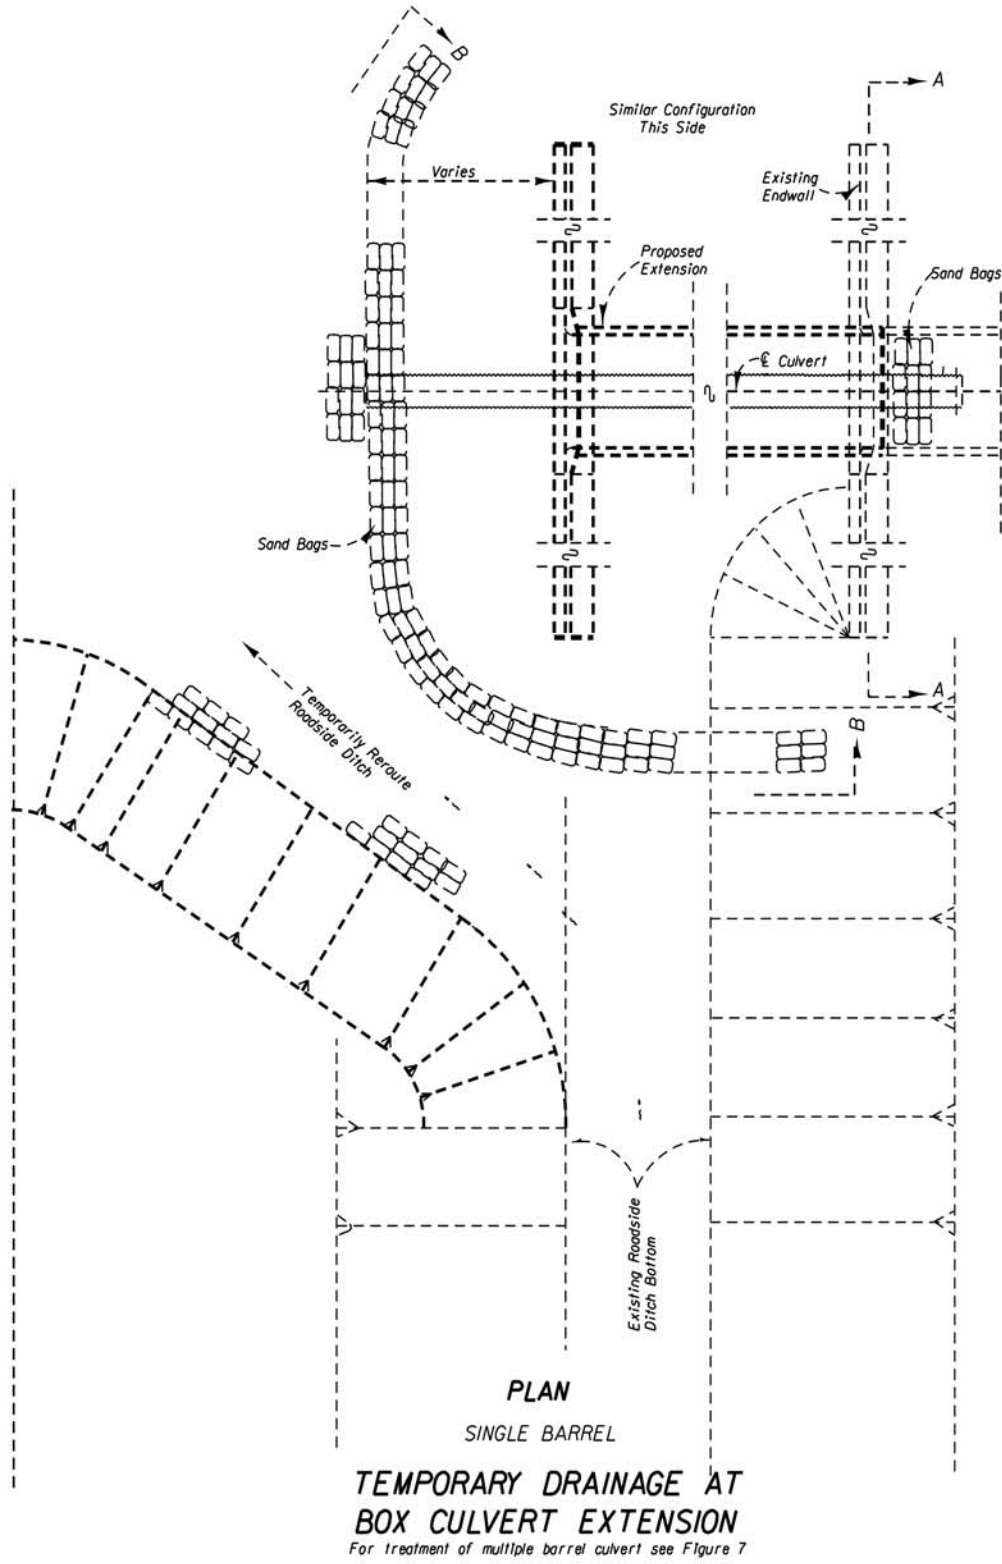 B
A
Similar Configuration
This Side
Varies
Existing
Endwall
Proposed
Extension
Sand Bags
℄ Culvert
Sand Bags
Temporarily Reroute
Roadside Ditch
A
B
Existing Roadside
Ditch Bottom
PLAN
SINGLE BARREL
TEMPORARY DRAINAGE AT
BOX CULVERT EXTENSION
For treatment of multiple barrel culvert see Figure 7